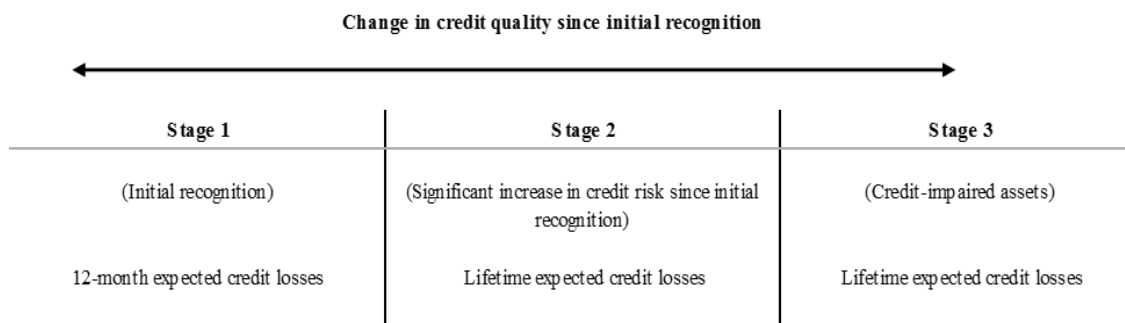 Change in credit quality since initial recognition
Stage 1
Stage 2
Stage 3
(Initial recognition)
(Significant increase in credit risk since initial
recognition)
(Credit-impaired assets)
12-month expected credit losses
Lifetime expected credit losses
Lifetime expected credit losses